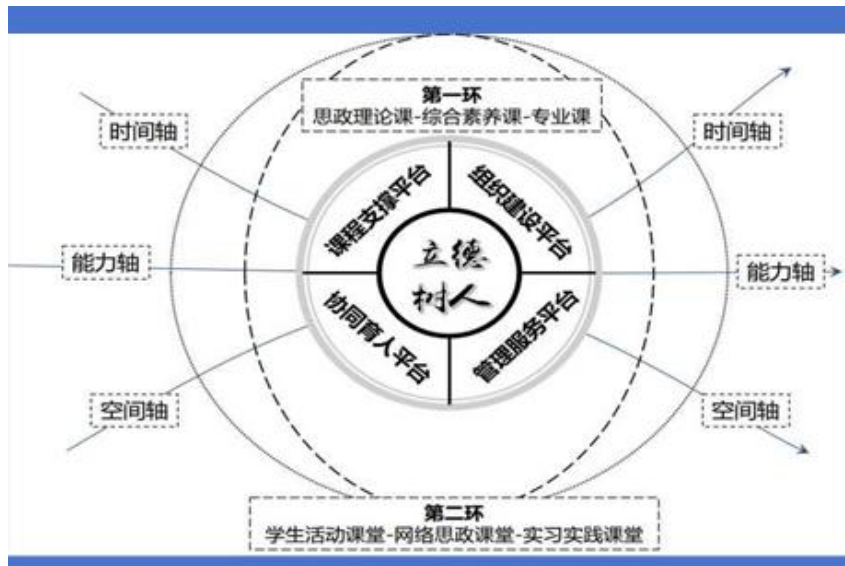 第一环
思政理论课-综合素养课-专业课
时间轴
时间轴
课程支撑平台
组织建设平台
能力轴
立德
树人
能力轴
协同育人平台
管理服务平台
空间轴
空间轴
第二环
学生活动课堂-网络思政课堂-实习实践课堂